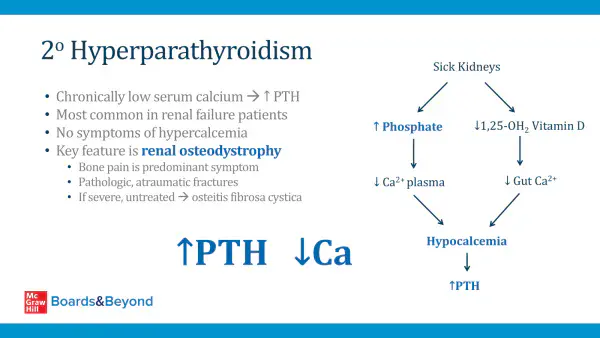 2º Hyperparathyroidism
• Chronically low serum calcium → ↑ PTH
• Most common in renal failure patients
• No symptoms of hypercalcemia
• Key feature is renal osteodystrophy
• Bone pain is predominant symptom
• Pathologic, atraumatic fractures
• If severe, untreated → osteitis fibrosa cystica
↑PTH ↓Ca
Sick Kidneys
↑ Phosphate
↓1,25-OH₂ Vitamin D
↓ Ca²⁺ plasma
↓ Gut Ca²⁺
Hypocalcemia
↑PTH
Mc
Graw
Hill
Boards&Beyond